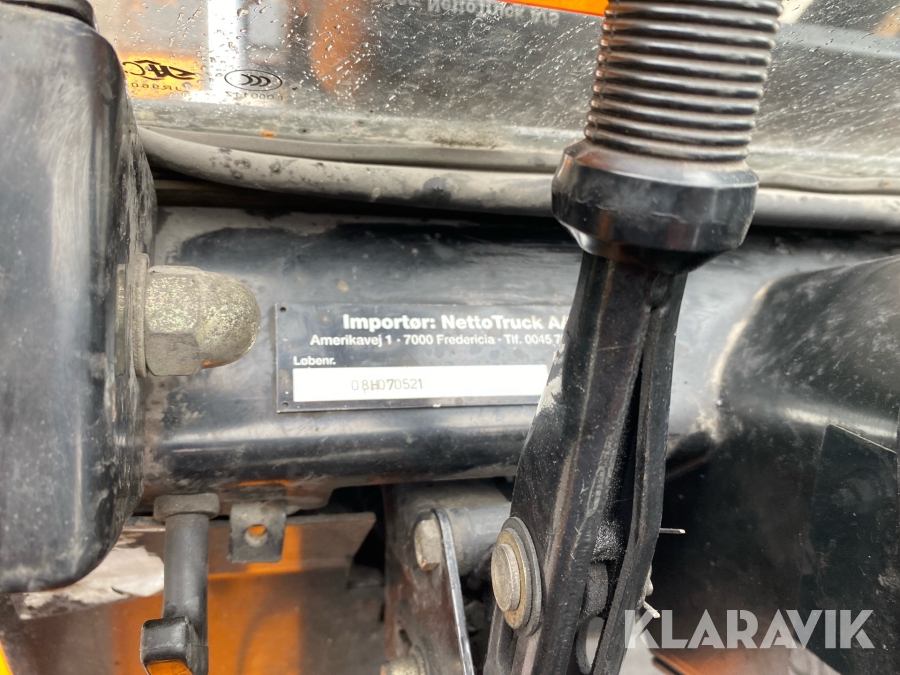 Importør: NettoTruck A/
Amerikavej 1 · 7000 Fredericia · Tlf. 0045 7
Løbenr.
08H070521
KLARAVIK